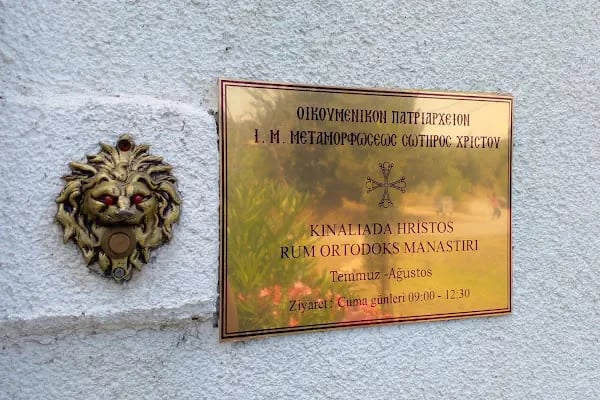 ΟΙΚΟΥΜΕΝΙΚΟΝ ΠΑΤΡΙΑΡΧΕΙΟΝ
Ι. Μ. ΜΕΤΑΜΟΡΦΩΣΕΩΣ ΣΩΤΗΡΟΣ ΧΡΙΣΤΟΥ
KINALIADA HRİSTOS
RUM ORTODOKS MANASTIRI
Temmuz -Ağustos
Ziyaret : Cuma günleri 09:00 - 12:30